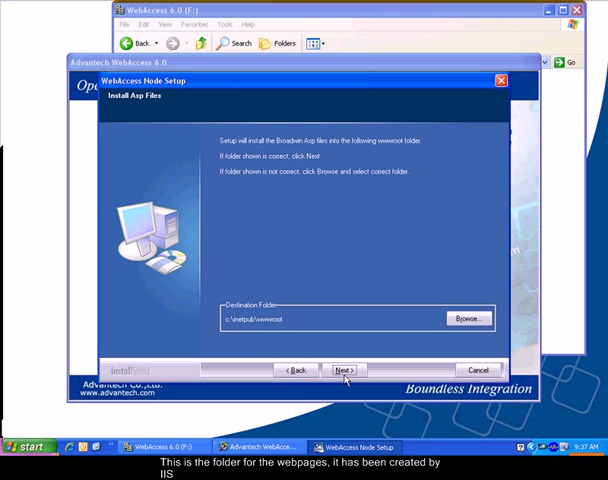 WebAccess 6.0 (F:)
File Edit View Favorites Tools Help
Back Search Folders
Advantech WebAccess 6.0
Go
Ope
WebAccess Node Setup
Install Asp Files
Setup will install the Broadwin Asp files into the following wwwroot folder.
If folder shown is correct, click Next.
If folder shown is not correct, click Browse and select correct folder.
Destination Folder
c:\inetpub\wwwroot
Browse...
InstallShield
< Back Next > Cancel
Advantech Co., Ltd.
www.advantech.com
Boundless Integration
start WebAccess 6.0 (F:) Advantech WebAcce... WebAccess Node Setup 9:37 AM
This is the folder for the webpages, it has been created by
IIS